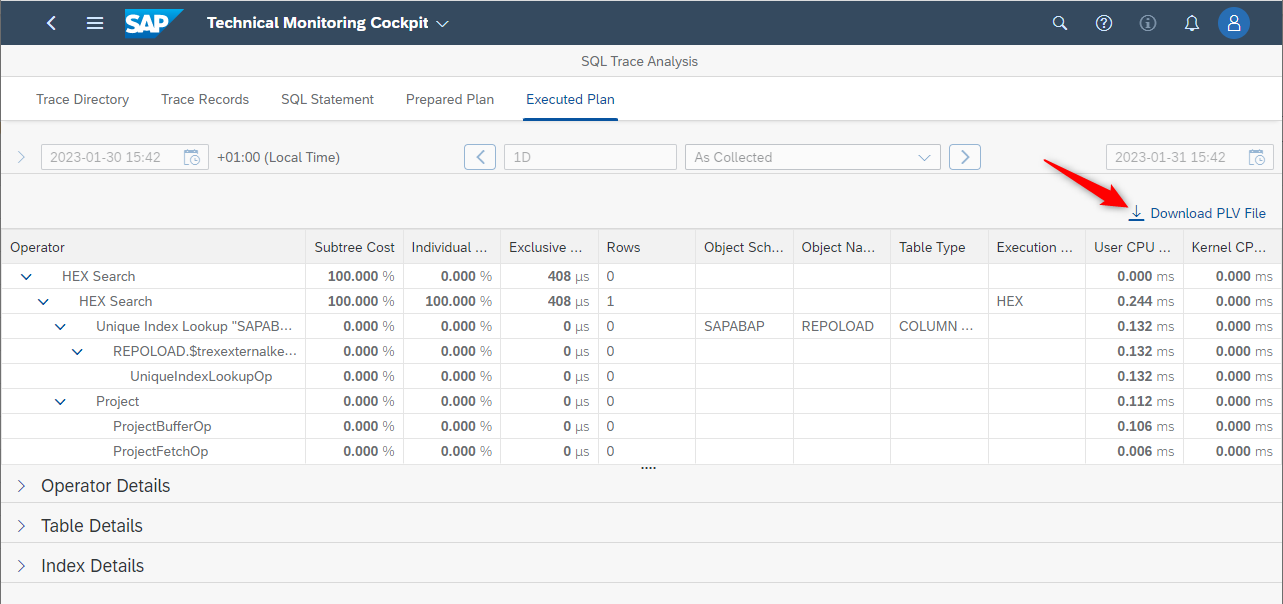 SAP Technical Monitoring Cockpit
SQL Trace Analysis
Trace Directory Trace Records SQL Statement Prepared Plan Executed Plan
2023-01-30 15:42 +01:00 (Local Time) 1D As Collected 2023-01-31 15:42
Download PLV File
Operator Subtree Cost Individual ... Exclusive ... Rows Object Sch... Object Na... Table Type Execution ... User CPU ... Kernel CP...
HEX Search 100.000 % 0.000 % 408 µs 0 0.000 ms 0.000 ms
HEX Search 100.000 % 100.000 % 408 µs 1 HEX 0.244 ms 0.000 ms
Unique Index Lookup "SAPAB... 0.000 % 0.000 % 0 µs 0 SAPABAP REPOLOAD COLUMN ... 0.132 ms 0.000 ms
REPOLOAD.$trexexternalke... 0.000 % 0.000 % 0 µs 0 0.132 ms 0.000 ms
UniqueIndexLookupOp 0.000 % 0.000 % 0 µs 0 0.132 ms 0.000 ms
Project 0.000 % 0.000 % 0 µs 0 0.112 ms 0.000 ms
ProjectBufferOp 0.000 % 0.000 % 0 µs 0 0.106 ms 0.000 ms
ProjectFetchOp 0.000 % 0.000 % 0 µs 0 0.006 ms 0.000 ms
Operator Details
Table Details
Index Details